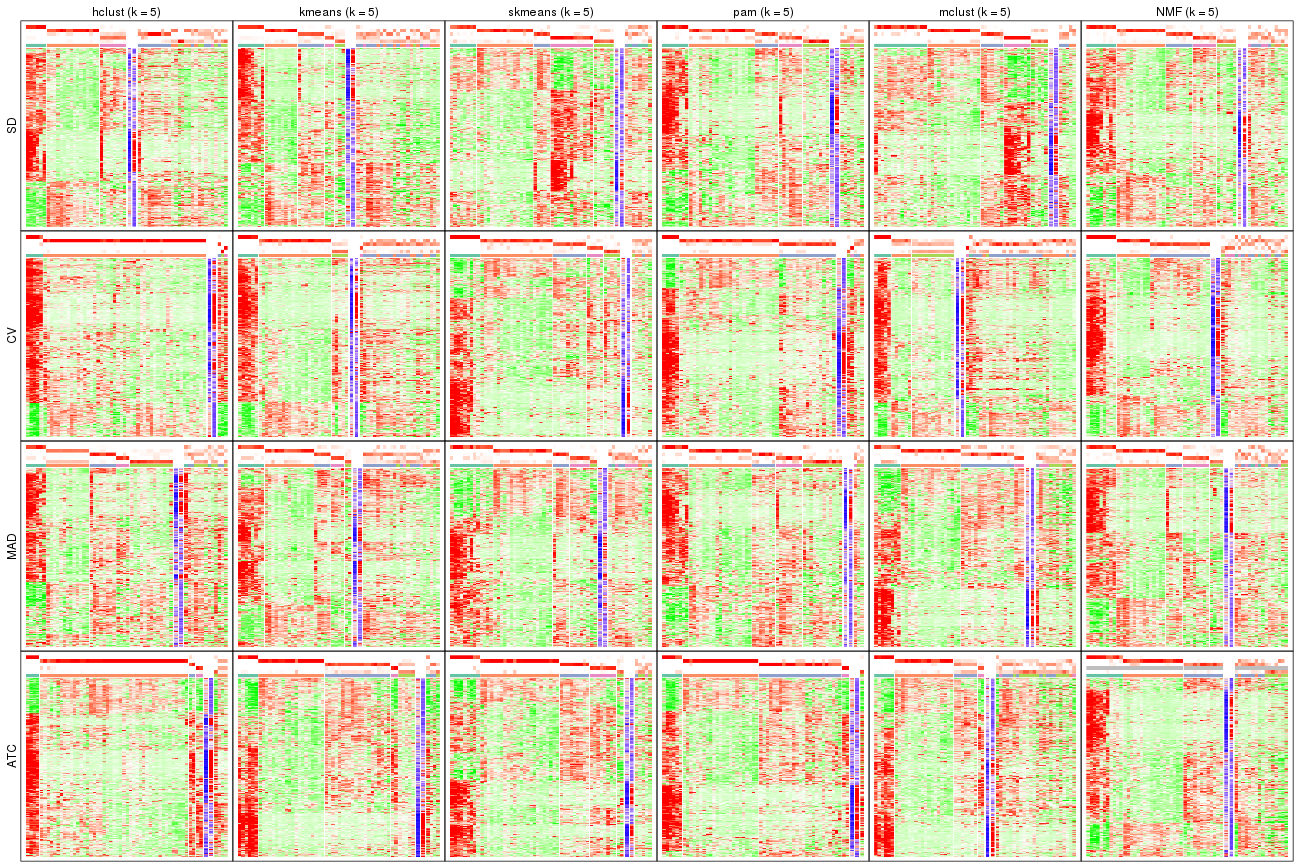 hclust (k = 5)
kmeans (k = 5)
skmeans (k = 5)
pam (k = 5)
mclust (k = 5)
NMF (k = 5)
SD
CV
MAD
ATC